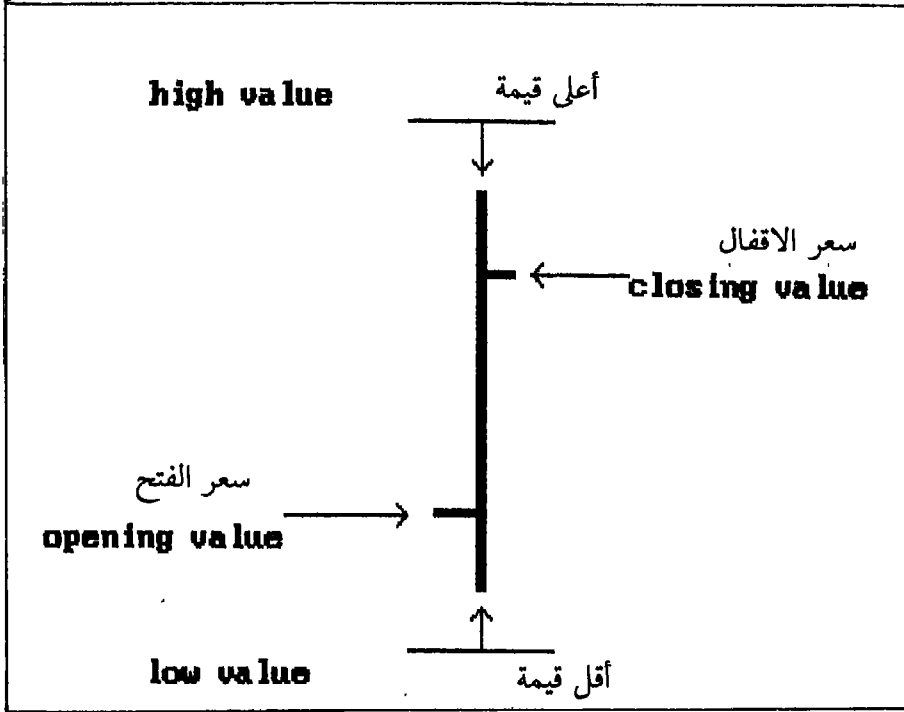 high value
أعلى قيمة
سعر الاقفال
closing value
سعر الفتح
opening value
low value
أقل قيمة